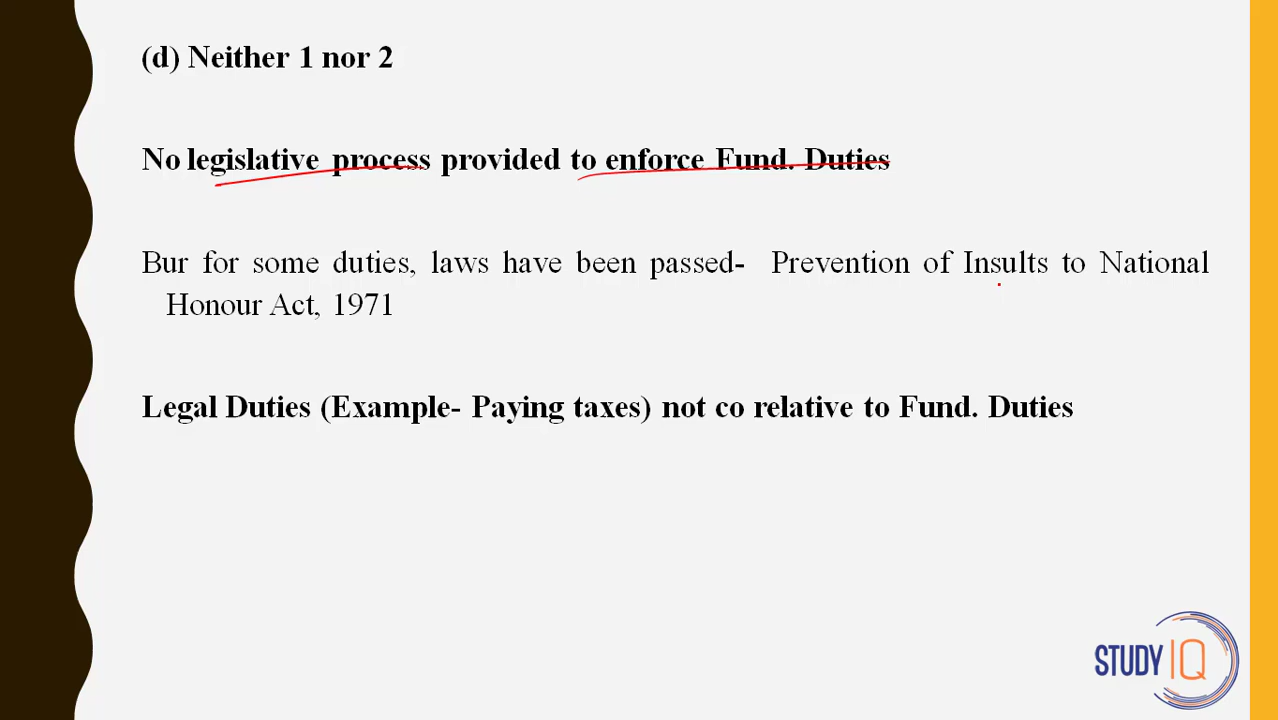 (d) Neither 1 nor 2
No legislative process provided to enforce Fund. Duties
Bur for some duties, laws have been passed- Prevention of Insults to National
Honour Act, 1971
Legal Duties (Example- Paying taxes) not co relative to Fund. Duties
STUDY IQ